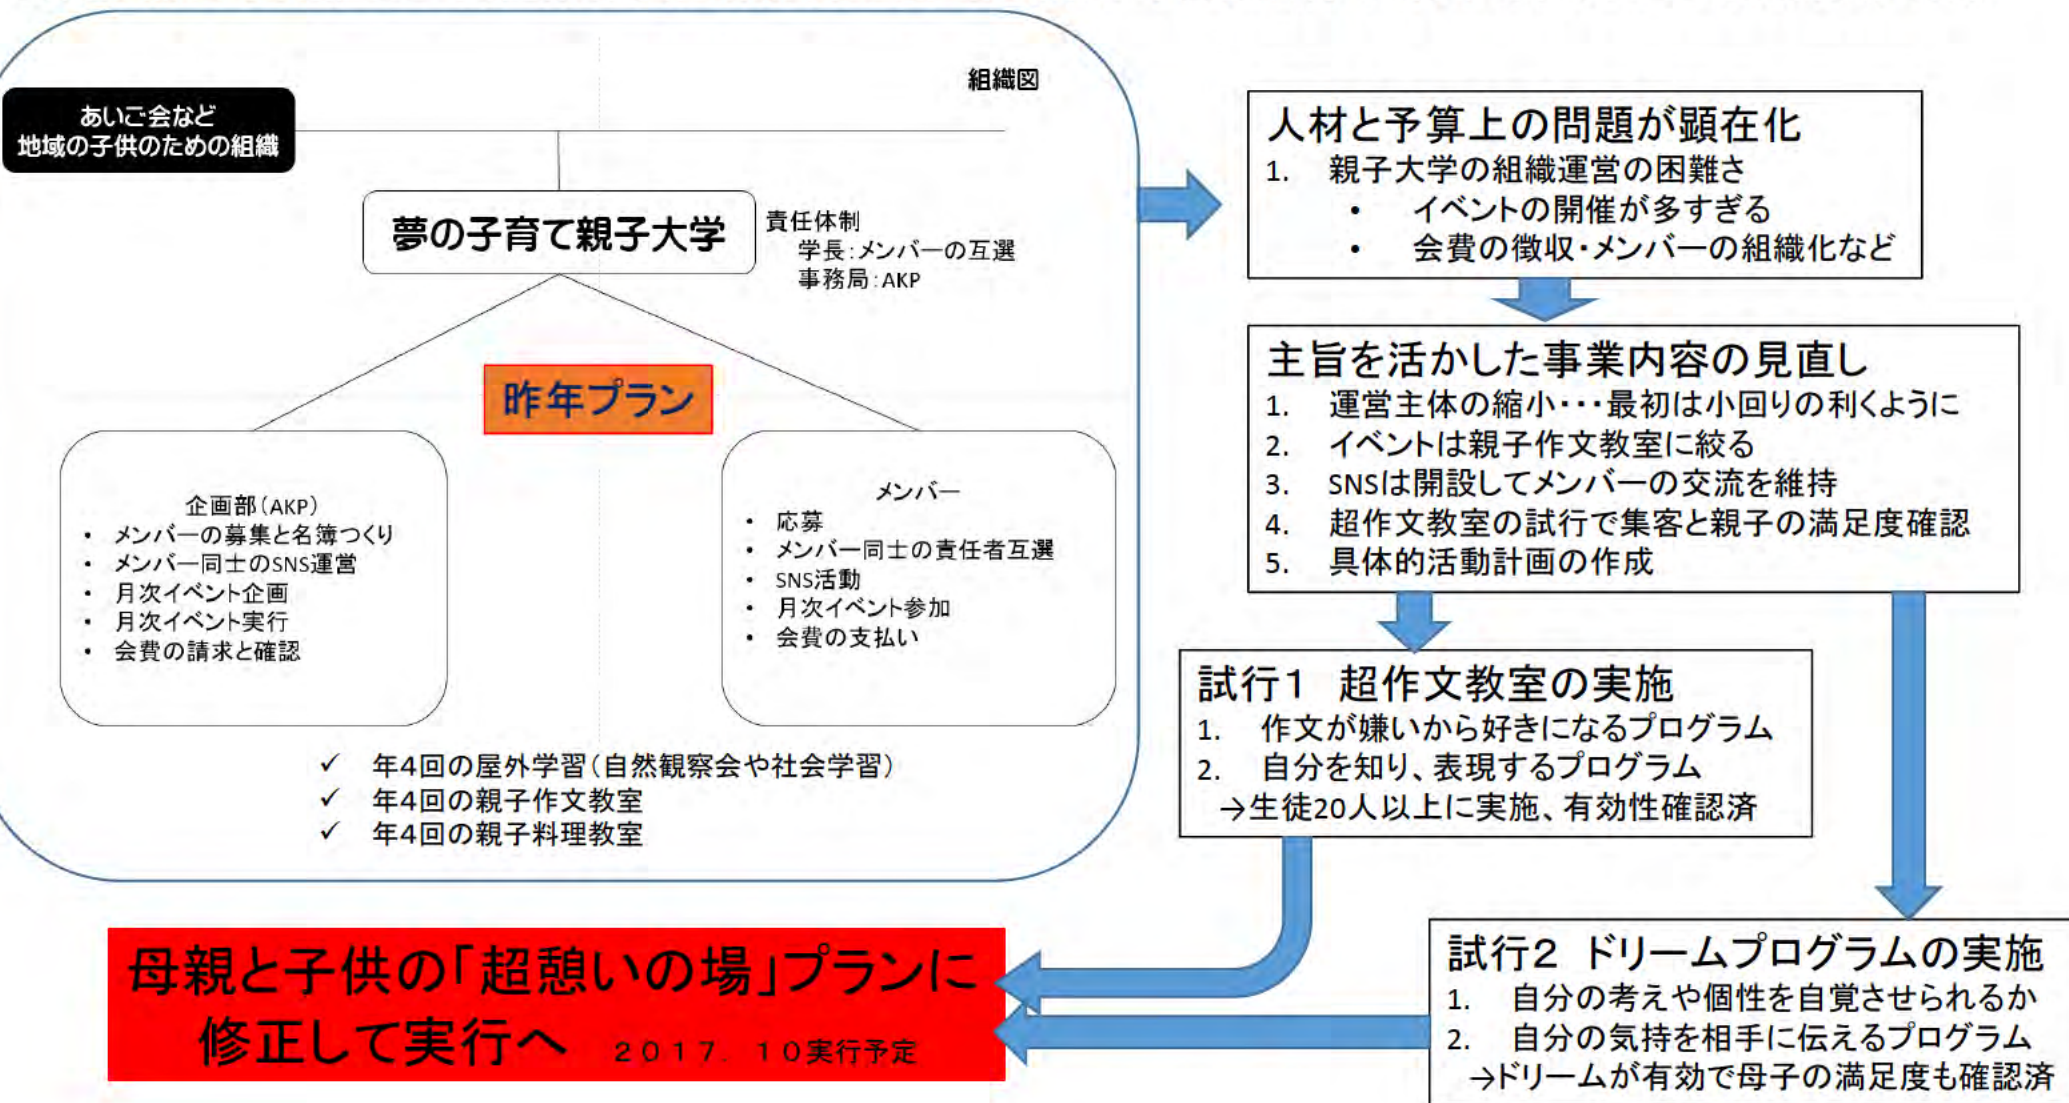 組織図
あいご会など
地域の子供のための組織
夢の子育て親子大学
責任体制
学長:メンバーの互選
事務局:AKP
昨年プラン
企画部(AKP)
• メンバーの募集と名簿つくり
• メンバー同士のSNS運営
• 月次イベント企画
• 月次イベント実行
• 会費の請求と確認
メンバー
• 応募
• メンバー同士の責任者互選
• SNS活動
• 月次イベント参加
• 会費の支払い
✓ 年4回の屋外学習(自然観察会や社会学習)
✓ 年4回の親子作文教室
✓ 年4回の親子料理教室
人材と予算上の問題が顕在化
1. 親子大学の組織運営の困難さ
• イベントの開催が多すぎる
• 会費の徴収・メンバーの組織化など
主旨を活かした事業内容の見直し
1. 運営主体の縮小・・・最初は小回りの利くように
2. イベントは親子作文教室に絞る
3. SNSは開設してメンバーの交流を維持
4. 超作文教室の試行で集客と親子の満足度確認
5. 具体的活動計画の作成
試行1 超作文教室の実施
1. 作文が嫌いから好きになるプログラム
2. 自分を知り、表現するプログラム
→生徒20人以上に実施、有効性確認済
試行2 ドリームプログラムの実施
1. 自分の考えや個性を自覚させられるか
2. 自分の気持を相手に伝えるプログラム
→ドリームが有効で母子の満足度も確認済
母親と子供の「超憩いの場」プランに
修正して実行へ 2017.10実行予定